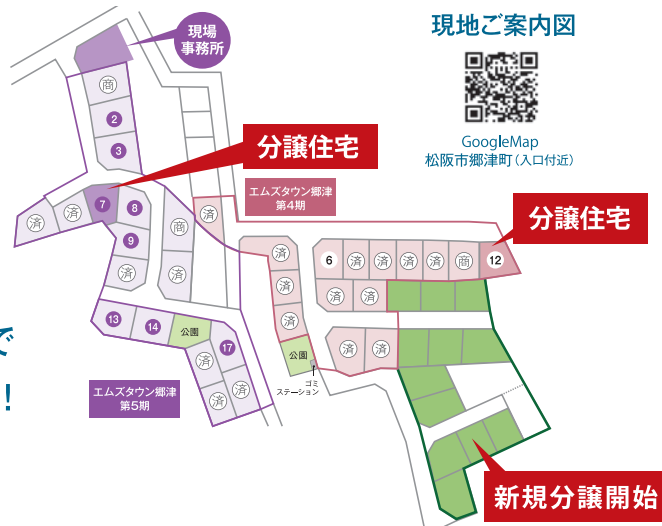 現地ご案内図
GoogleMap
松阪市郷津町(入口付近)
現場
事務所
商
2
3
分譲住宅
済
済
7
8
9
済
商
済
エムズタウン郷津
第4期
分譲住宅
済
済
済
6
済
済
済
済
商
12
済
済
済
済
13
14
公園
17
済
済
済
公園
ゴミ
ステーション
エムズタウン郷津
第5期
で
!
新規分譲開始